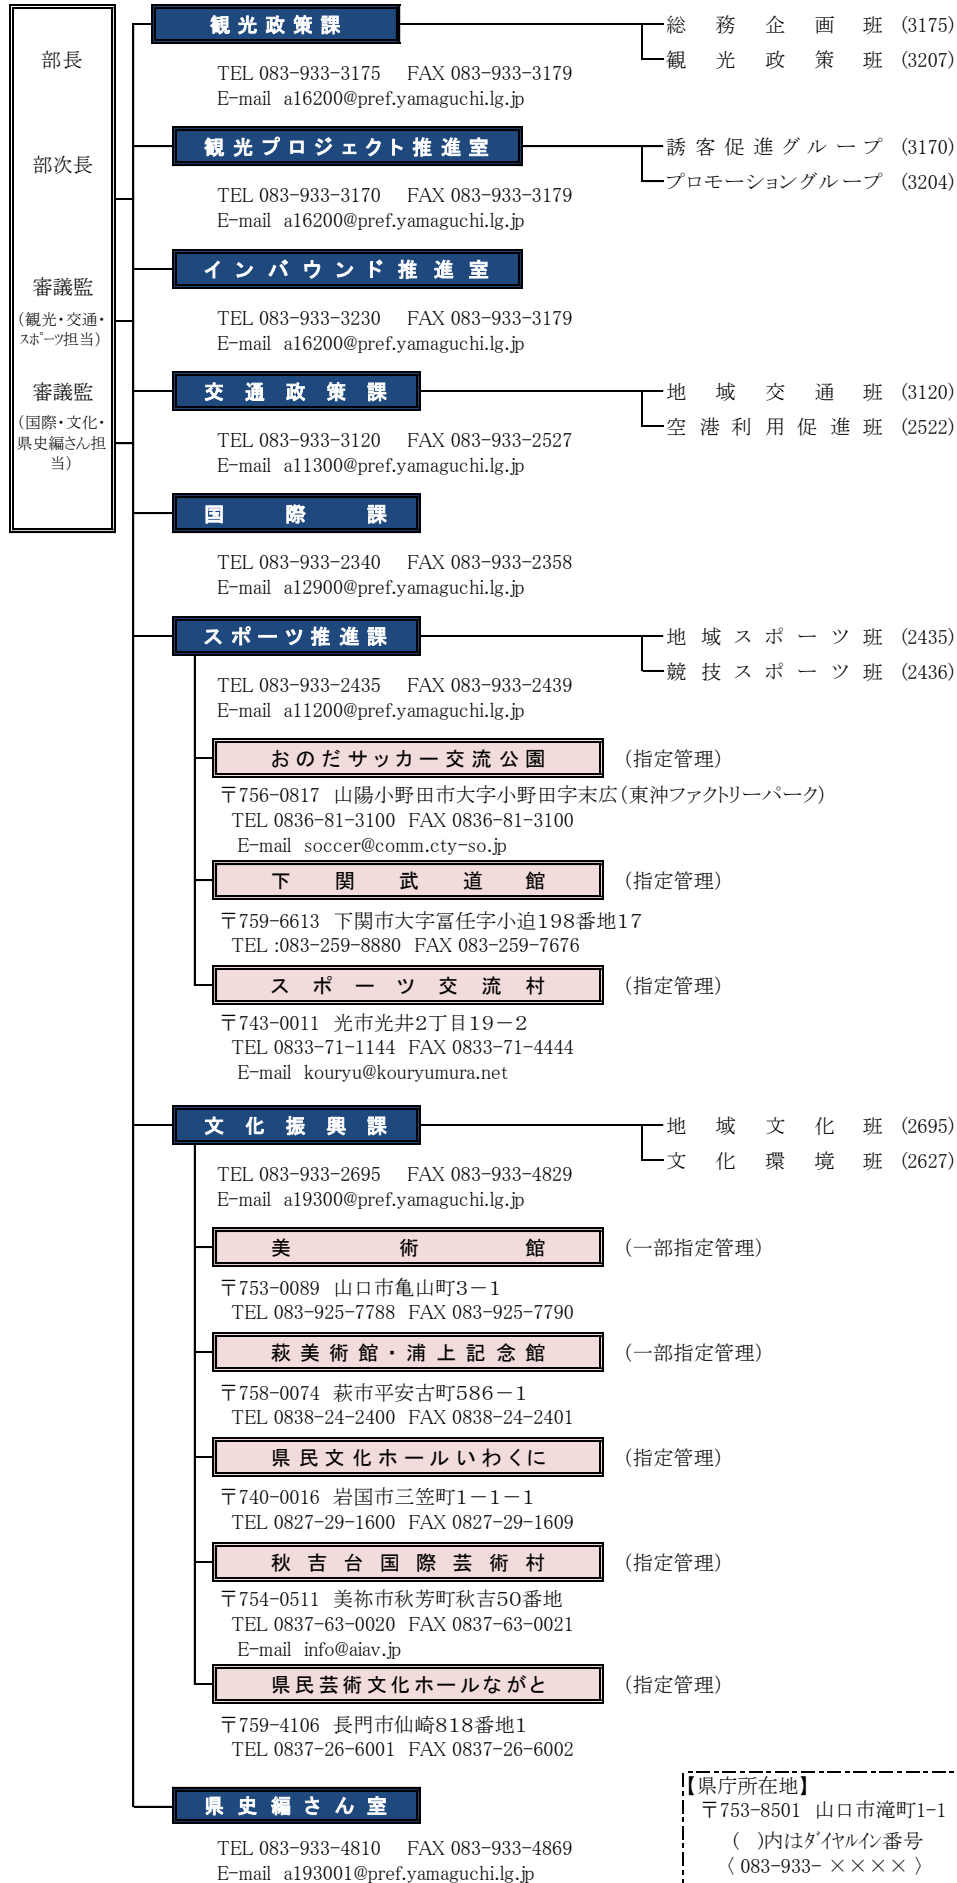 部長
部次長
審議監
（観光・交通・
ｽﾎﾟｰﾂ担当）
審議監
（国際・文化・
県史編さん担
当）
観光政策課
総務企画班 (3175)
観光政策班 (3207)
TEL 083-933-3175 FAX 083-933-3179
E-mail a16200@pref.yamaguchi.lg.jp
観光プロジェクト推進室
誘客促進グループ (3170)
プロモーショングループ (3204)
TEL 083-933-3170 FAX 083-933-3179
E-mail a16200@pref.yamaguchi.lg.jp
インバウンド推進室
TEL 083-933-3230 FAX 083-933-3179
E-mail a16200@pref.yamaguchi.lg.jp
交通政策課
地域交通班 (3120)
空港利用促進班 (2522)
TEL 083-933-3120 FAX 083-933-2527
E-mail a11300@pref.yamaguchi.lg.jp
国際課
TEL 083-933-2340 FAX 083-933-2358
E-mail a12900@pref.yamaguchi.lg.jp
スポーツ推進課
地域スポーツ班 (2435)
競技スポーツ班 (2436)
TEL 083-933-2435 FAX 083-933-2439
E-mail a11200@pref.yamaguchi.lg.jp
おのだサッカー交流公園 （指定管理）
〒756-0817 山陽小野田市大字小野田字末広（東沖ファクトリーパーク）
TEL 0836-81-3100 FAX 0836-81-3100
E-mail soccer@comm.cty-so.jp
下関武道館 （指定管理）
〒759-6613 下関市大字冨任字小迫１９８番地１７
TEL :083-259-8880 FAX 083-259-7676
スポーツ交流村 （指定管理）
〒743-0011 光市光井２丁目１９－２
TEL 0833-71-1144 FAX 0833-71-4444
E-mail kouryu@kouryumura.net
文化振興課
地域文化班 (2695)
文化環境班 (2627)
TEL 083-933-2695 FAX 083-933-4829
E-mail a19300@pref.yamaguchi.lg.jp
美術館 （一部指定管理）
〒753-0089 山口市亀山町３－１
TEL 083-925-7788 FAX 083-925-7790
萩美術館・浦上記念館 （一部指定管理）
〒758-0074 萩市平安古町５８６－１
TEL 0838-24-2400 FAX 0838-24-2401
県民文化ホールいわくに （指定管理）
〒740-0016 岩国市三笠町１－１－１
TEL 0827-29-1600 FAX 0827-29-1609
秋吉台国際芸術村 （指定管理）
〒754-0511 美祢市秋芳町秋吉５０番地
TEL 0837-63-0020 FAX 0837-63-0021
E-mail info@aiav.jp
県民芸術文化ホールながと （指定管理）
〒759-4106 長門市仙崎８１８番地１
TEL 0837-26-6001 FAX 0837-26-6002
県史編さん室
TEL 083-933-4810 FAX 083-933-4869
E-mail a193001@pref.yamaguchi.lg.jp
【県庁所在地】
〒753-8501 山口市滝町1-1
（ ）内はﾀﾞｲﾔﾙｲﾝ番号
〈 083-933- ×××× 〉